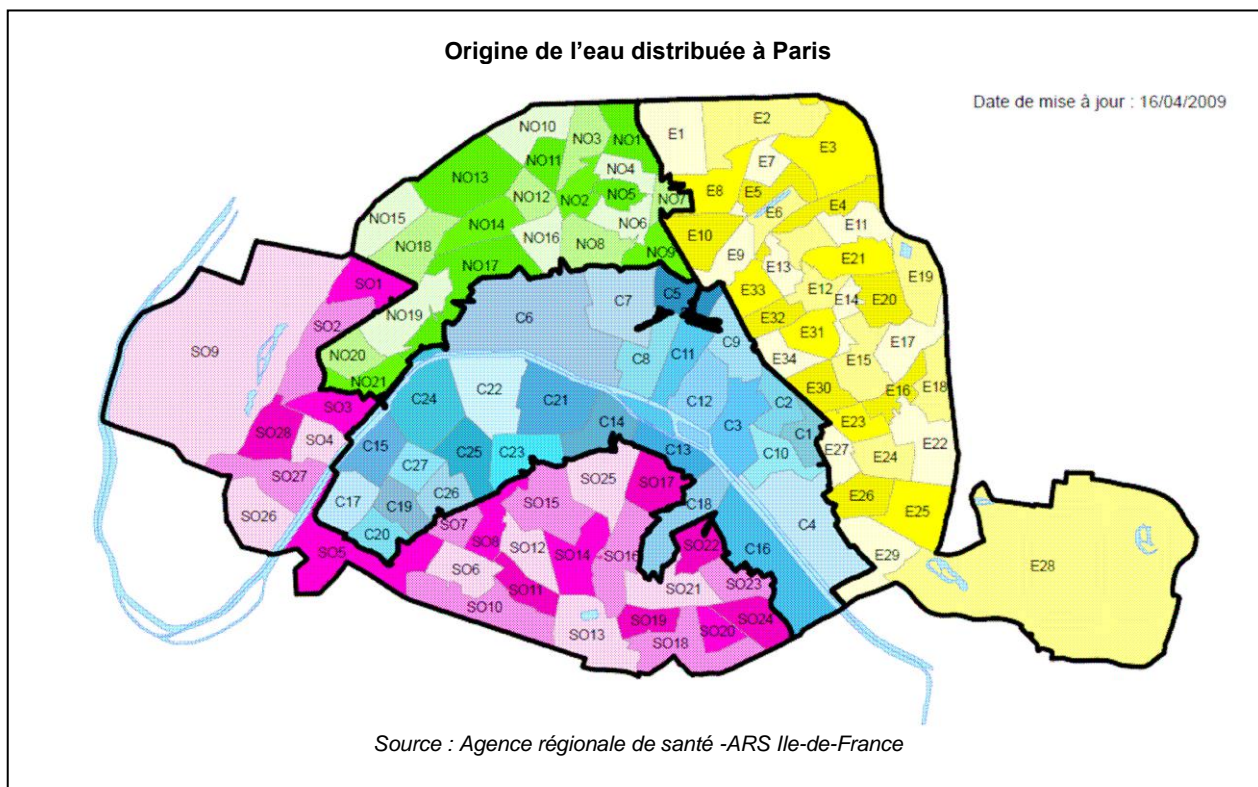 Origine de l’eau distribuée à Paris
Date de mise à jour : 16/04/2009
NO10
NO3
NO1
E1
E2
E3
NO11
NO4
E7
NO13
NO12
NO2
NO5
NO7
E8
E5
E4
NO15
NO14
NO6
E6
E11
NO18
NO16
NO8
NO9
E10
E9
E13
E21
E19
NO17
SO1
C5
E33
E12
E14
E20
SO2
NO19
C6
C7
E32
E31
E17
SO9
NO20
C8
C11
C9
E34
E15
NO21
C22
E30
E16
E18
SO3
C24
C21
C12
C2
E23
SO28
SO4
C15
C14
C3
C1
E22
C25
C23
C13
C10
E27
E24
SO27
C27
SO25
SO17
C17
C19
C26
SO15
C18
C4
E26
E25
SO26
C20
SO7
SO5
SO8
SO12
SO14
SO16
SO22
C16
E29
E28
SO6
SO11
SO21
SO23
SO10
SO13
SO19
SO20
SO24
SO18
Source : Agence régionale de santé -ARS Ile-de-France